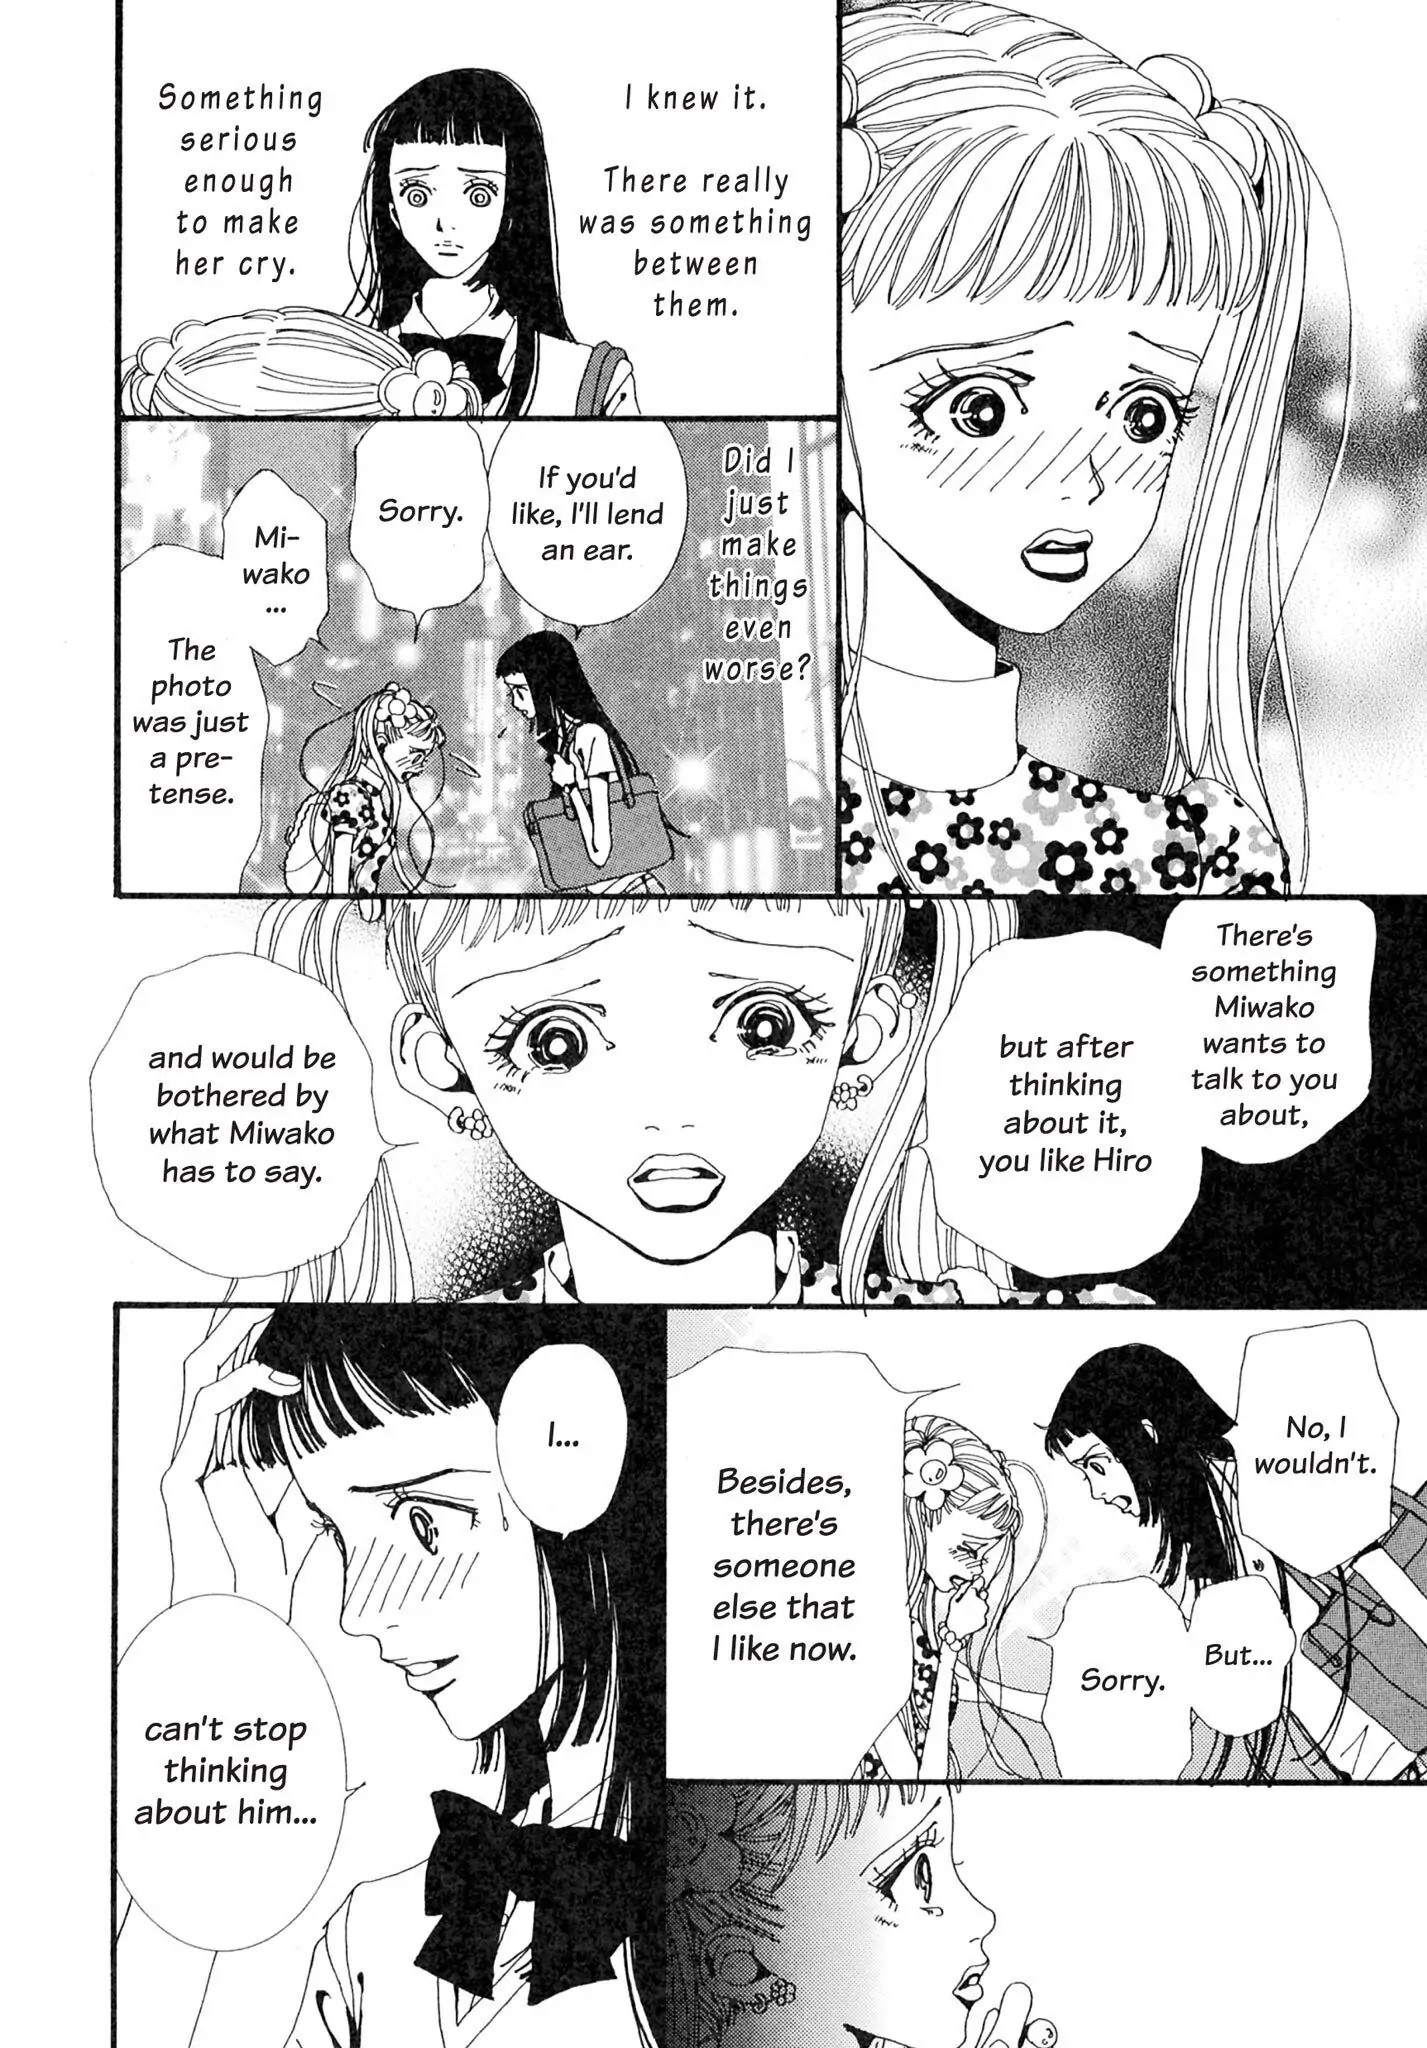 I knew it.
There really
was something
between
them.
Something
serious
enough
to make
her cry.
Did I
just
make
things
even
worse?
If you'd
like, I'll lend
an ear.
Sorry.
Mi-
wako
...
The
photo
was just
a pre-
tense.
There's
something
Miwako
wants to
talk to you
about,
but after
thinking
about it,
you like Hiro
and would be
bothered by
what Miwako
has to say.
No, I
wouldn't.
But...
Sorry.
Besides,
there's
someone
else that
I like now.
I...
can't stop
thinking
about him...